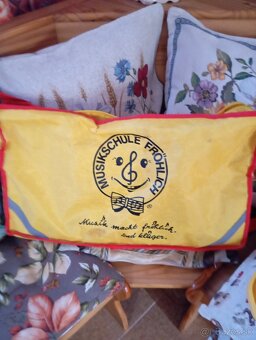 MUSIKSCHULE FRÖHLICH
®
Musik macht fröhlich
und klüger.